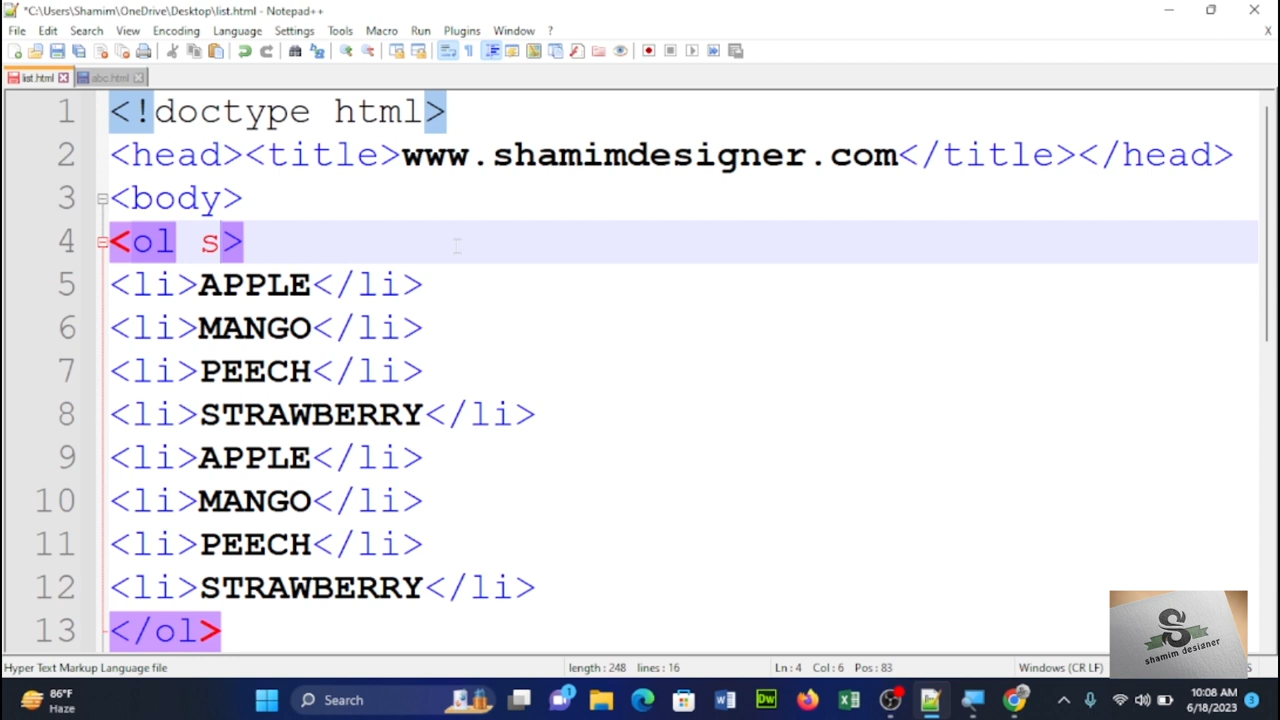 *C:\Users\Shamim\OneDrive\Desktop\list.html - Notepad++
File Edit Search View Encoding Language Settings Tools Macro Run Plugins Window ? X
list.html abc.html
1 <!doctype html>
2 <head><title>www.shamimdesigner.com</title></head>
3 <body>
4 <ol s>
5 <li>APPLE</li>
6 <li>MANGO</li>
7 <li>PEECH</li>
8 <li>STRAWBERRY</li>
9 <li>APPLE</li>
10 <li>MANGO</li>
11 <li>PEECH</li>
12 <li>STRAWBERRY</li>
13 </ol>
S
shamim designer
Hyper Text Markup Language file length : 248 lines : 16 Ln : 4 Col : 6 Pos : 83 Windows (CR LF)
86°F
Haze
Search
1
Dw
10:08 AM
6/18/2023
3